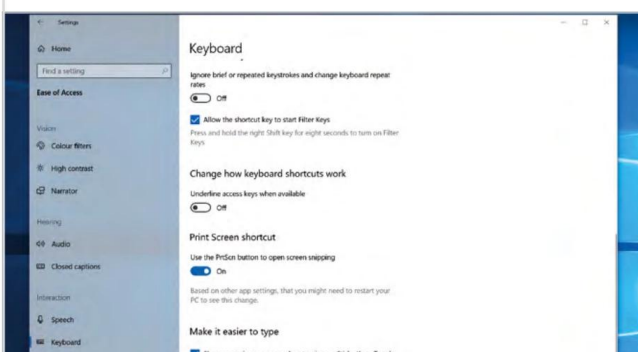 Settings
Home
Find a setting
Ease of Access
Vision
Colour filters
High contrast
Narrator
Hearing
Audio
Closed captions
Interaction
Speech
Keyboard
Keyboard
Ignore brief or repeated keystrokes and change keyboard repeat
rates
Off
Allow the shortcut key to start Filter Keys
Press and hold the right Shift key for eight seconds to turn on Filter
Keys
Change how keyboard shortcuts work
Underline access keys when available
Off
Print Screen shortcut
Use the PrtScn button to open screen snipping
On
Based on other app settings, that you might need to restart your
PC to see this change.
Make it easier to type